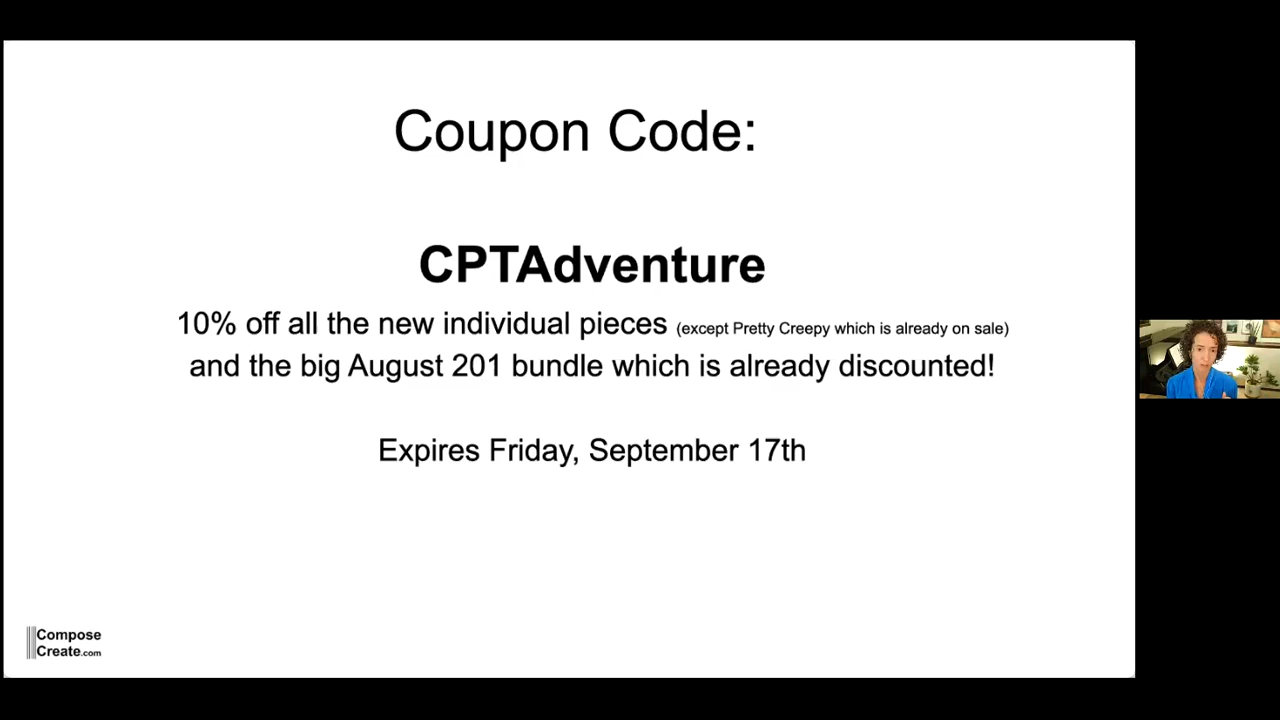 Coupon Code:
CPTAdventure
10% off all the new individual pieces (except Pretty Creepy which is already on sale)
and the big August 201 bundle which is already discounted!
Expires Friday, September 17th
Compose
Create.com